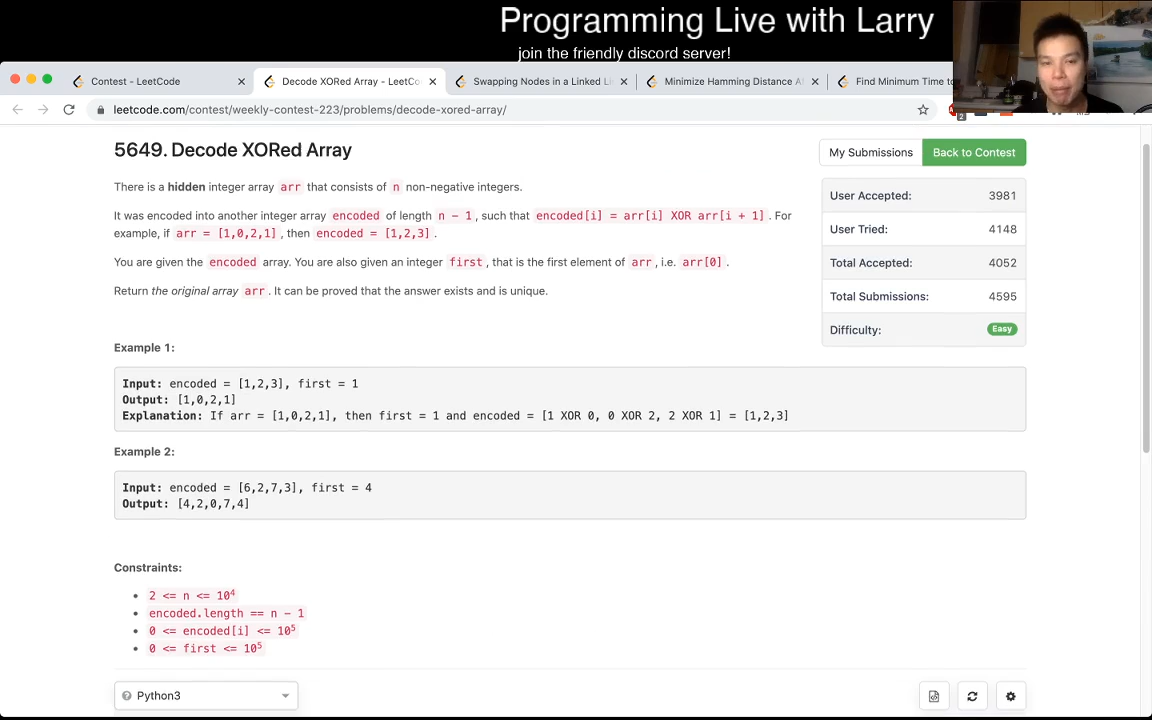 Programming Live with Larry
join the friendly discord server!
Contest - LeetCode
Decode XORed Array - LeetCo
Swapping Nodes in a Linked Li
Minimize Hamming Distance A
Find Minimum Time to
leetcode.com/contest/weekly-contest-223/problems/decode-xored-array/
2
5649. Decode XORed Array
My Submissions
Back to Contest
There is a hidden integer array arr that consists of n non-negative integers.
It was encoded into another integer array encoded of length n - 1, such that encoded[i] = arr[i] XOR arr[i + 1]. For
example, if arr = [1,0,2,1], then encoded = [1,2,3].
You are given the encoded array. You are also given an integer first, that is the first element of arr, i.e. arr[0].
Return the original array arr. It can be proved that the answer exists and is unique.
User Accepted: 3981
User Tried: 4148
Total Accepted: 4052
Total Submissions: 4595
Difficulty: Easy
Example 1:
Input: encoded = [1,2,3], first = 1
Output: [1,0,2,1]
Explanation: If arr = [1,0,2,1], then first = 1 and encoded = [1 XOR 0, 0 XOR 2, 2 XOR 1] = [1,2,3]
Example 2:
Input: encoded = [6,2,7,3], first = 4
Output: [4,2,0,7,4]
Constraints:
2 <= n <= 10⁴
encoded.length == n - 1
0 <= encoded[i] <= 10⁵
0 <= first <= 10⁵
Python3